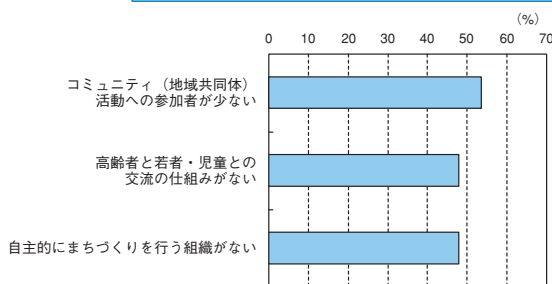 （%）
0 10 20 30 40 50 60 70
コミュニティ（地域共同体）
活動への参加者が少ない
高齢者と若者・児童との
交流の仕組みがない
自主的にまちづくりを行う組織がない